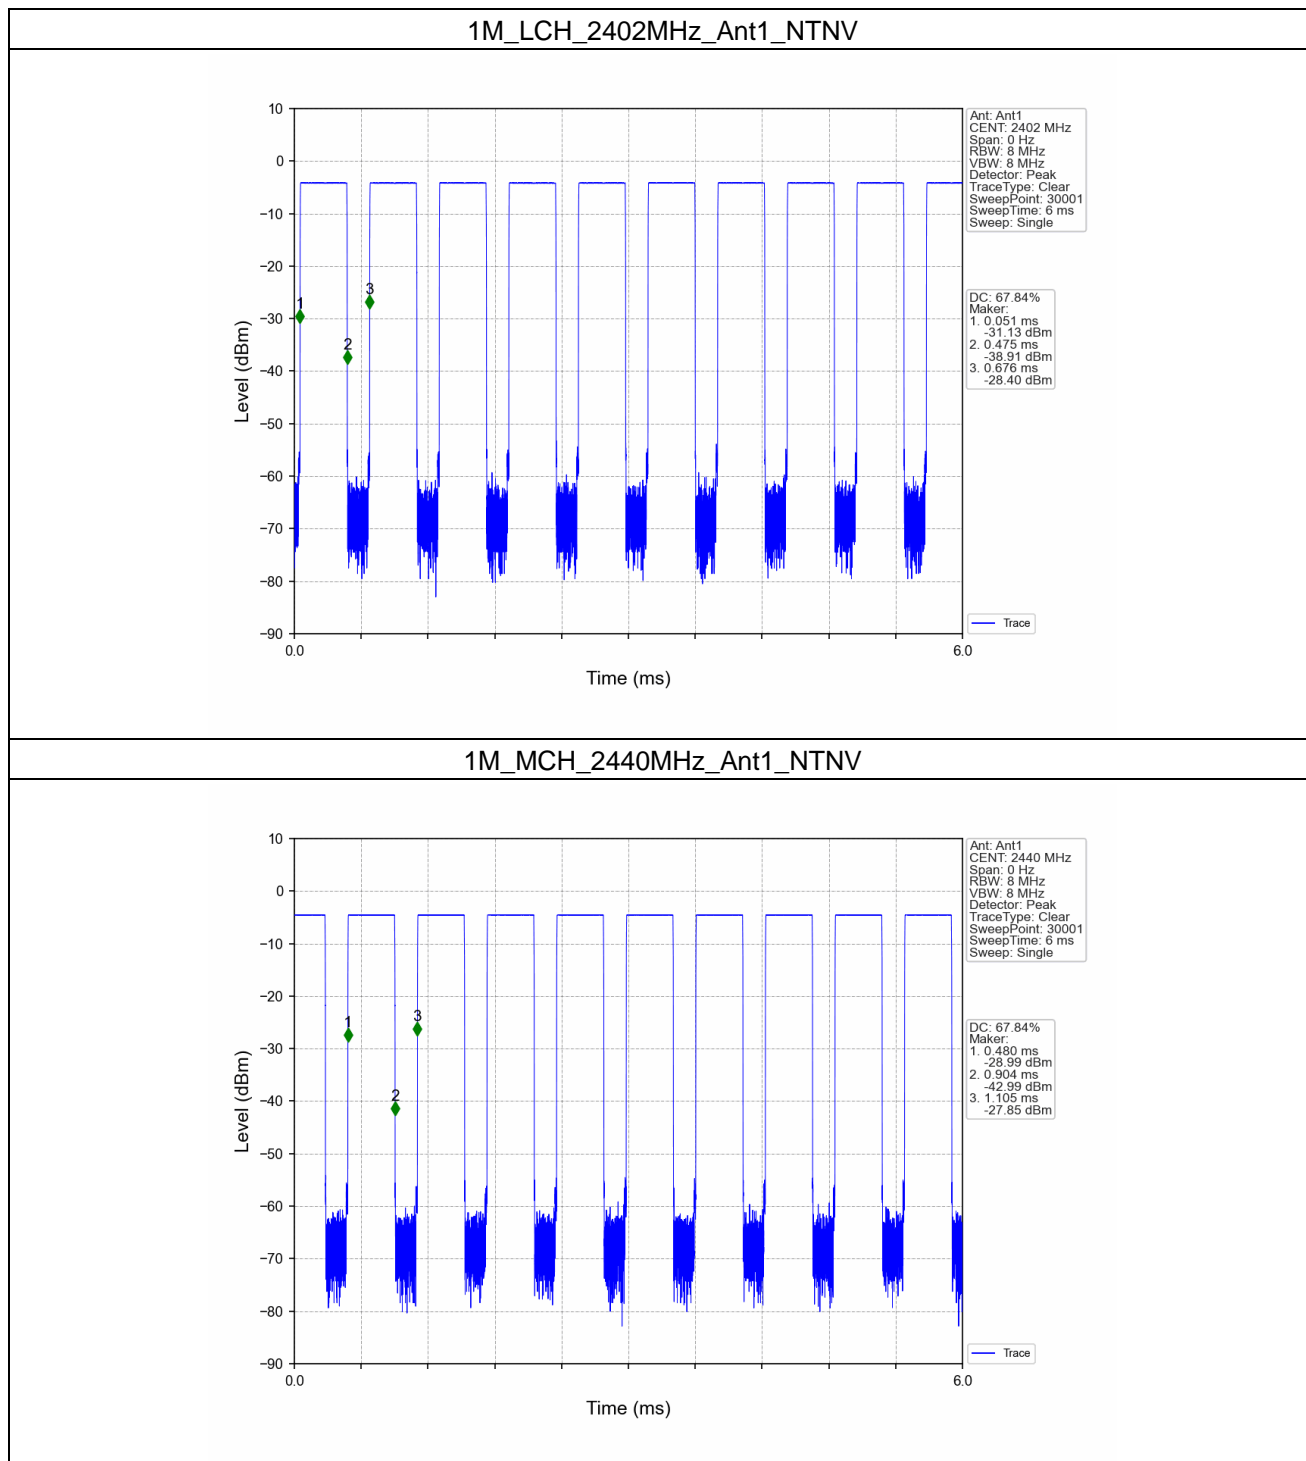 1M_LCH_2402MHz_Ant1_NTNV
10
0
−10
−20
−30
−40
−50
−60
−70
−80
−90
Level (dBm)
0.0
6.0
Time (ms)
1
2
3
Ant: Ant1
CENT: 2402 MHz
Span: 0 Hz
RBW: 8 MHz
VBW: 8 MHz
Detector: Peak
TraceType: Clear
SweepPoint: 30001
SweepTime: 6 ms
Sweep: Single
DC: 67.84%
Maker:
1. 0.051 ms
-31.13 dBm
2. 0.475 ms
-38.91 dBm
3. 0.676 ms
-28.40 dBm
Trace
1M_MCH_2440MHz_Ant1_NTNV
10
0
−10
−20
−30
−40
−50
−60
−70
−80
−90
Level (dBm)
0.0
6.0
Time (ms)
1
2
3
Ant: Ant1
CENT: 2440 MHz
Span: 0 Hz
RBW: 8 MHz
VBW: 8 MHz
Detector: Peak
TraceType: Clear
SweepPoint: 30001
SweepTime: 6 ms
Sweep: Single
DC: 67.84%
Maker:
1. 0.480 ms
-28.99 dBm
2. 0.904 ms
-42.99 dBm
3. 1.105 ms
-27.85 dBm
Trace